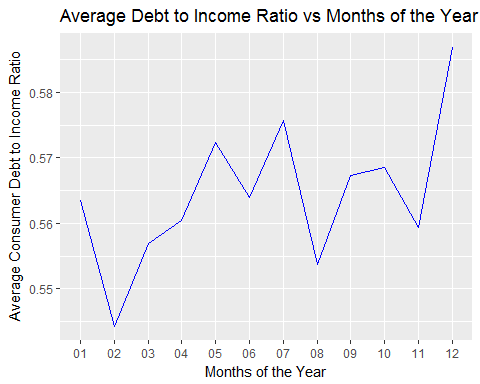 Average Debt to Income Ratio vs Months of the Year
Average Consumer Debt to Income Ratio
0.58
0.57
0.56
0.55
01 02 03 04 05 06 07 08 09 10 11 12
Months of the Year